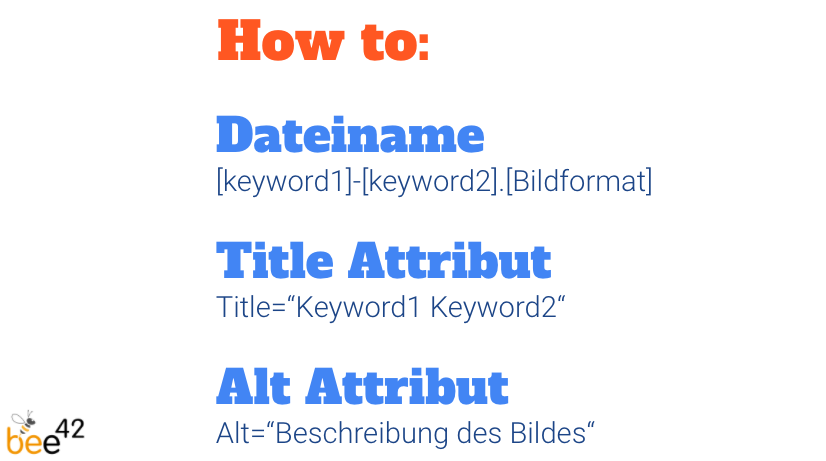 How to:
Dateiname
[keyword1]-[keyword2].[Bildformat]
Title Attribut
Title=“Keyword1 Keyword2“
Alt Attribut
Alt=“Beschreibung des Bildes“
bee42